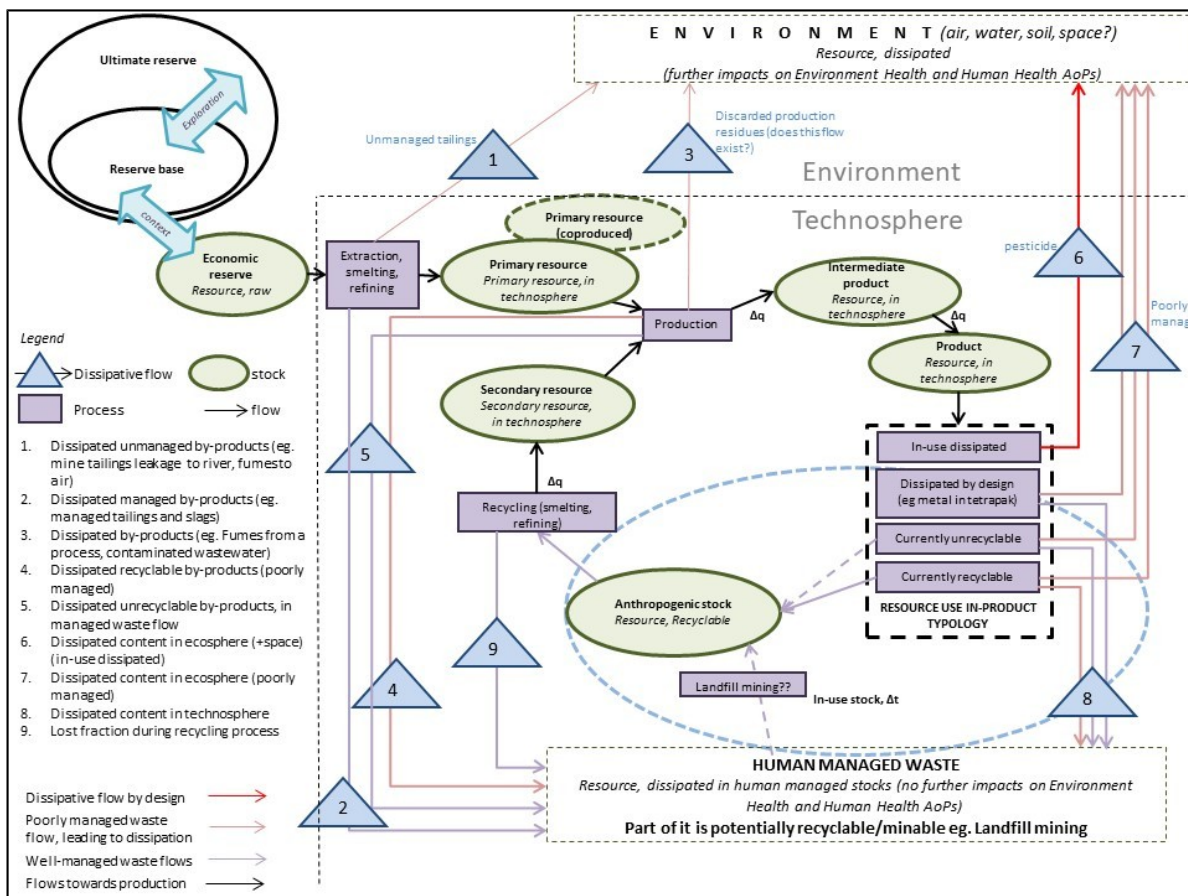 E N V I R O N M E N T (air, water, soil, space?)
Resource, dissipated
(further impacts on Environment Health and Human Health AoPs)
Ultimate reserve
Exploration
Reserve base
context
Economic
reserve
Resource, raw
Unmanaged tailings
1
Discarded production
residues (does this flow
exist?)
3
Environment
Technosphere
Primary resource
(coproduced)
Extraction,
smelting,
refining
Primary resource
Primary resource, in
technosphere
Production
Δq
Intermediate
product
Resource, in
technosphere
Δq
Product
Resource, in
technosphere
pesticide
6
Poorly
manag
7
Secondary resource
Secondary resource,
in technosphere
Δq
Recycling (smelting,
refining)
In-use dissipated
Dissipated by design
(eg metal in tetrapak)
Currently unrecyclable
Currently recyclable
RESOURCE USE IN-PRODUCT
TYPOLOGY
Anthropogenic stock
Resource, Recyclable
Landfill mining??
In-use stock, Δt
5
4
9
8
2
HUMAN MANAGED WASTE
Resource, dissipated in human managed stocks (no further impacts on Environment
Health and Human Health AoPs)
Part of it is potentially recyclable/minable eg. Landfill mining
Legend
Dissipative flow
stock
Process
flow
1. Dissipated unmanaged by-products (eg.
mine tailings leakage to river, fumesto
air)
2. Dissipated managed by-products (eg.
managed tailings and slags)
3. Dissipated by-products (eg. Fumes from a
process, contaminated wastewater)
4. Dissipated recyclable by-products (poorly
managed)
5. Dissipated unrecyclable by-products, in
managed waste flow
6. Dissipated content in ecosphere (+space)
(in-use dissipated)
7. Dissipated content in ecosphere (poorly
managed)
8. Dissipated content in technosphere
9. Lost fraction during recycling process
Dissipative flow by design
Poorly managed waste
flow, leading to dissipation
Well-managed waste flows
Flows towards production